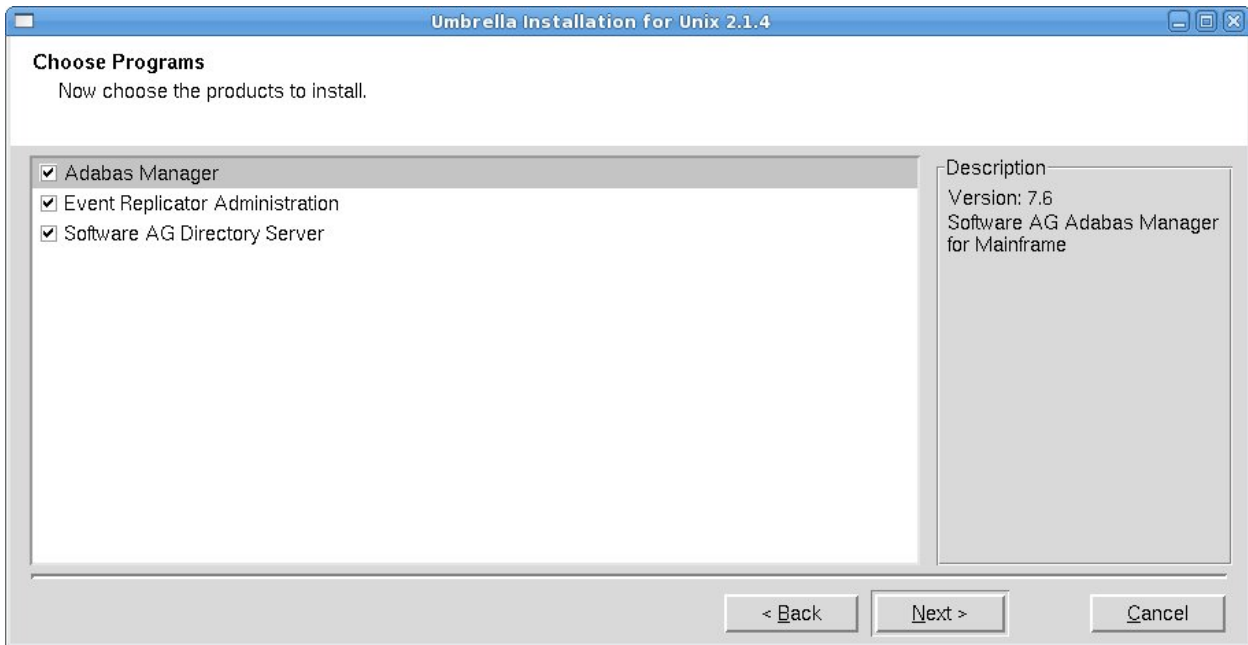 Umbrella Installation for Unix 2.1.4
Choose Programs
Now choose the products to install.
Adabas Manager
Event Replicator Administration
Software AG Directory Server
Description
Version: 7.6
Software AG Adabas Manager
for Mainframe
< Back
Next >
Cancel